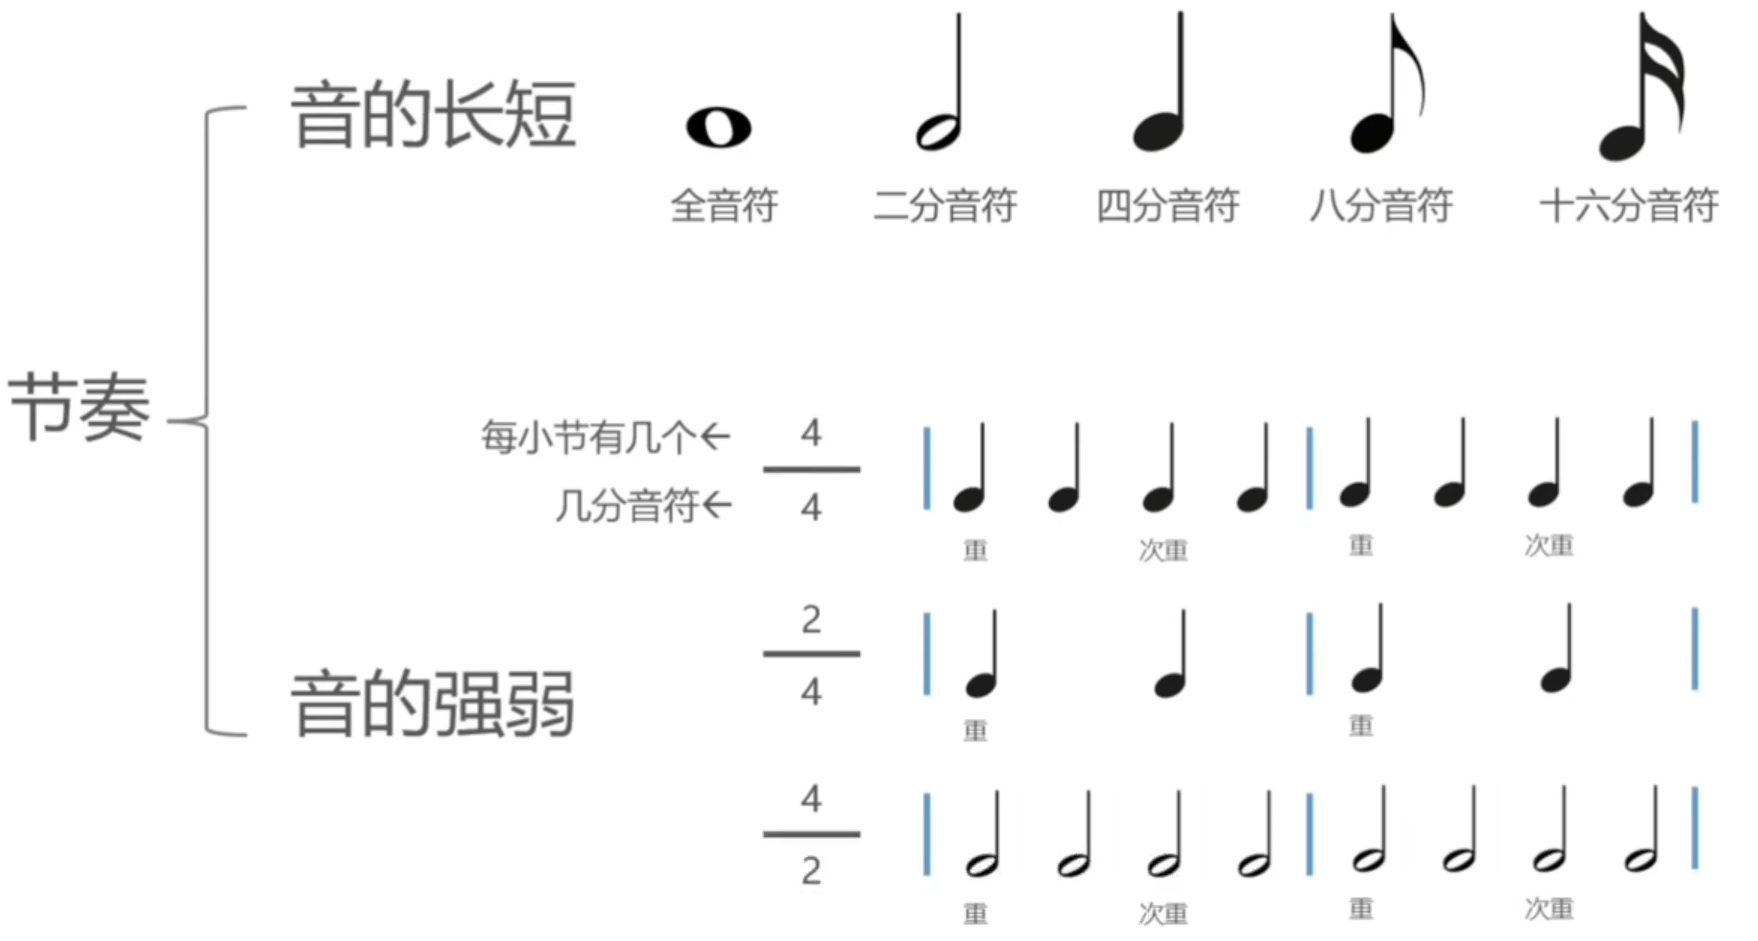 音的长短
全音符 二分音符 四分音符 八分音符 十六分音符
节奏
每小节有几个← 4
几分音符← 4
重 次重 重 次重
音的强弱
2
4
重 重
4
2
重 次重 重 次重